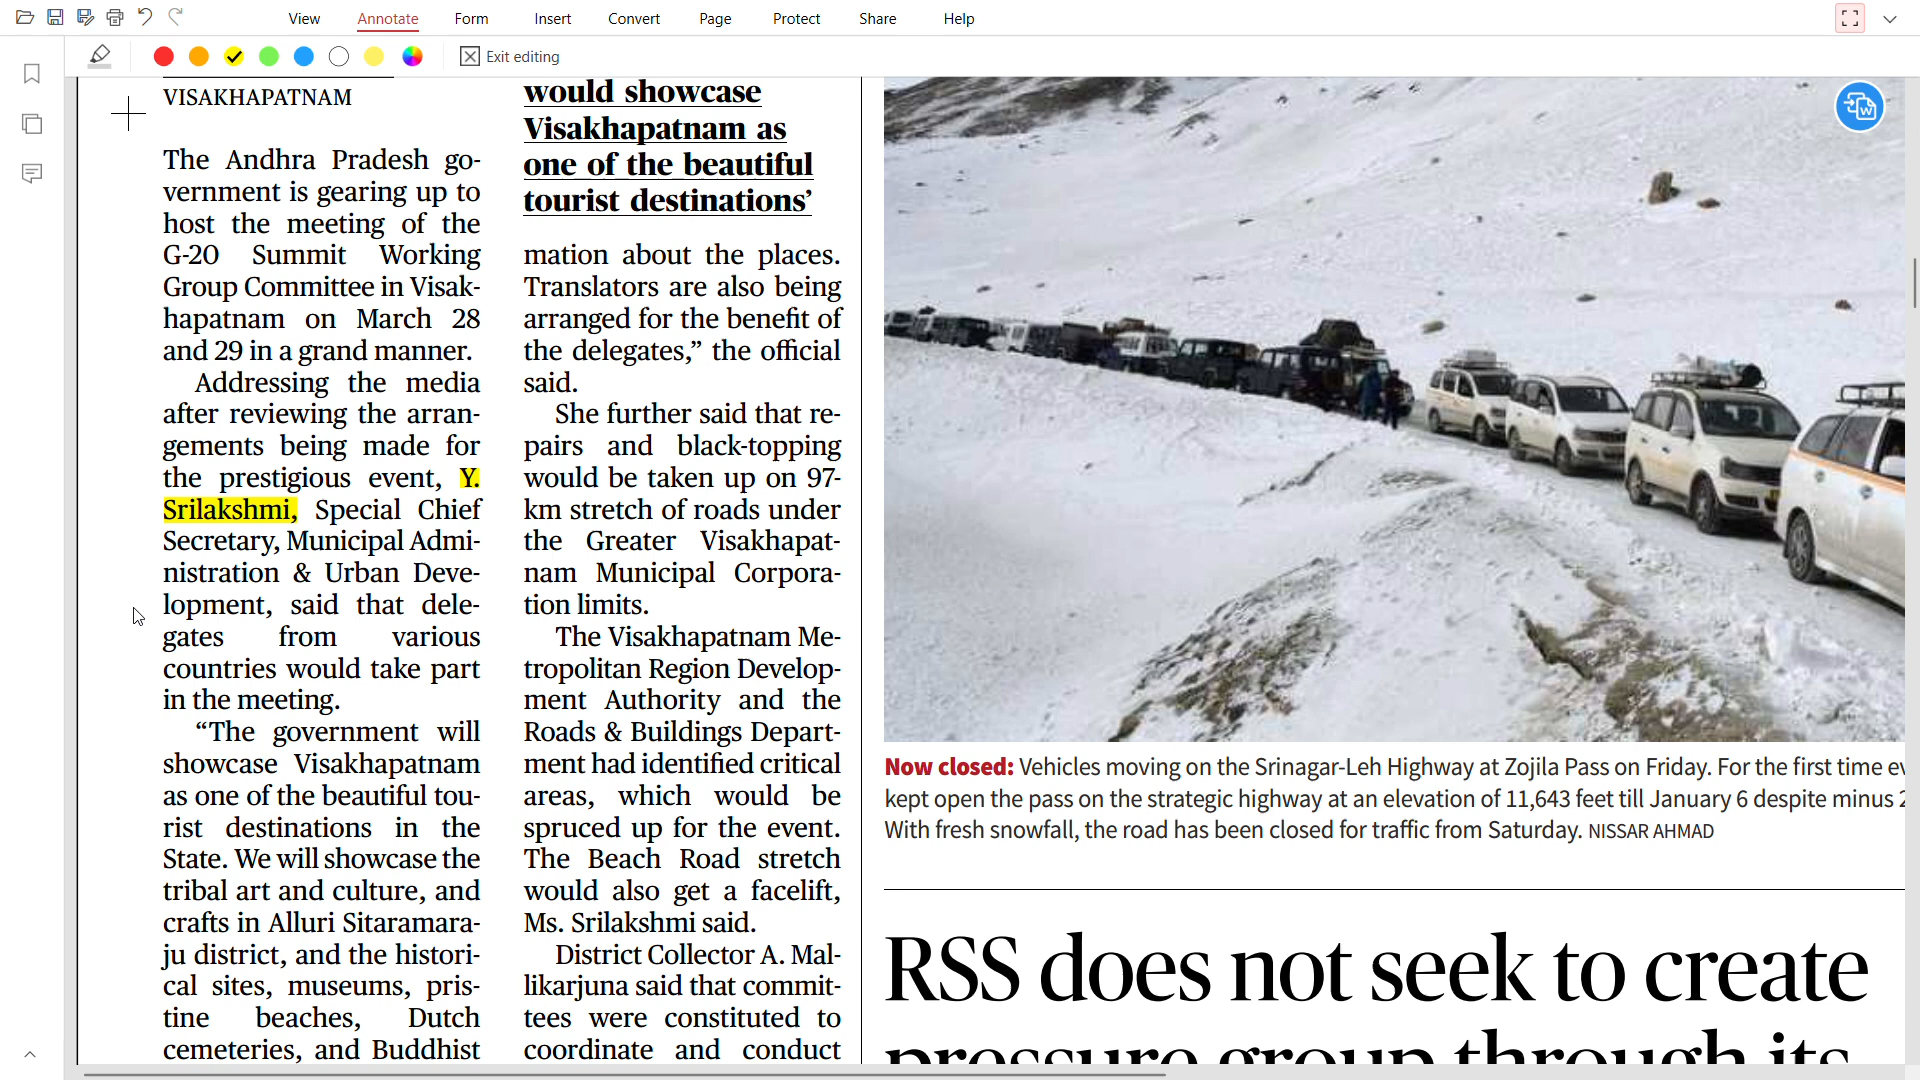 View Annotate Form Insert Convert Page Protect Share Help
Exit editing
VISAKHAPATNAM
The Andhra Pradesh go-
vernment is gearing up to
host the meeting of the
G-20 Summit Working
Group Committee in Visak-
hapatnam on March 28
and 29 in a grand manner.
Addressing the media
after reviewing the arran-
gements being made for
the prestigious event, Y.
Srilakshmi, Special Chief
Secretary, Municipal Admi-
nistration & Urban Deve-
lopment, said that dele-
gates from various
countries would take part
in the meeting.
“The government will
showcase Visakhapatnam
as one of the beautiful tou-
rist destinations in the
State. We will showcase the
tribal art and culture, and
crafts in Alluri Sitaramara-
ju district, and the histori-
cal sites, museums, pris-
tine beaches, Dutch
cemeteries, and Buddhist
would showcase
Visakhapatnam as
one of the beautiful
tourist destinations’
mation about the places.
Translators are also being
arranged for the benefit of
the delegates,” the official
said.
She further said that re-
pairs and black-topping
would be taken up on 97-
km stretch of roads under
the Greater Visakhapat-
nam Municipal Corpora-
tion limits.
The Visakhapatnam Me-
tropolitan Region Develop-
ment Authority and the
Roads & Buildings Depart-
ment had identified critical
areas, which would be
spruced up for the event.
The Beach Road stretch
would also get a facelift,
Ms. Srilakshmi said.
District Collector A. Mal-
likarjuna said that commit-
tees were constituted to
coordinate and conduct
Now closed: Vehicles moving on the Srinagar-Leh Highway at Zojila Pass on Friday. For the first time ev
kept open the pass on the strategic highway at an elevation of 11,643 feet till January 6 despite minus 2
With fresh snowfall, the road has been closed for traffic from Saturday. NISSAR AHMAD
RSS does not seek to create
pressure group through its